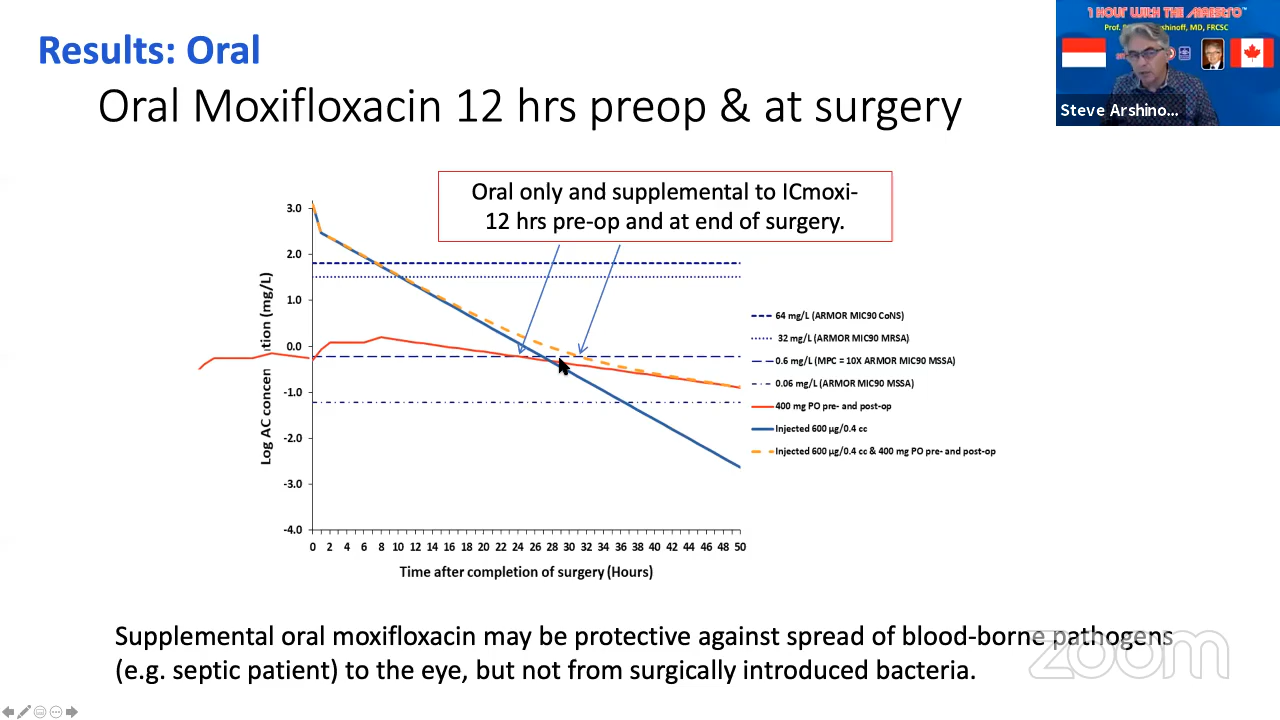 Results: Oral
Oral Moxifloxacin 12 hrs preop & at surgery
1 HOUR WITH THE MAESTRO™
MD, FRCSC
Steve Arshino...
Oral only and supplemental to ICmoxi-
12 hrs pre-op and at end of surgery.
Log AC concen tion (mg/L)
3.0
2.0
1.0
0.0
-1.0
-2.0
-3.0
-4.0
0 2 4 6 8 10 12 14 16 18 20 22 24 26 28 30 32 34 36 38 40 42 44 46 48 50
Time after completion of surgery (Hours)
64 mg/L (ARMOR MIC90 CoNS)
32 mg/L (ARMOR MIC90 MRSA)
0.6 mg/L (MPC = 10X ARMOR MIC90 MSSA)
0.06 mg/L (ARMOR MIC90 MSSA)
400 mg PO pre- and post-op
Injected 600 µg/0.4 cc
Injected 600 µg/0.4 cc & 400 mg PO pre- and post-op
Supplemental oral moxifloxacin may be protective against spread of blood-borne pathogens
(e.g. septic patient) to the eye, but not from surgically introduced bacteria.
zoom